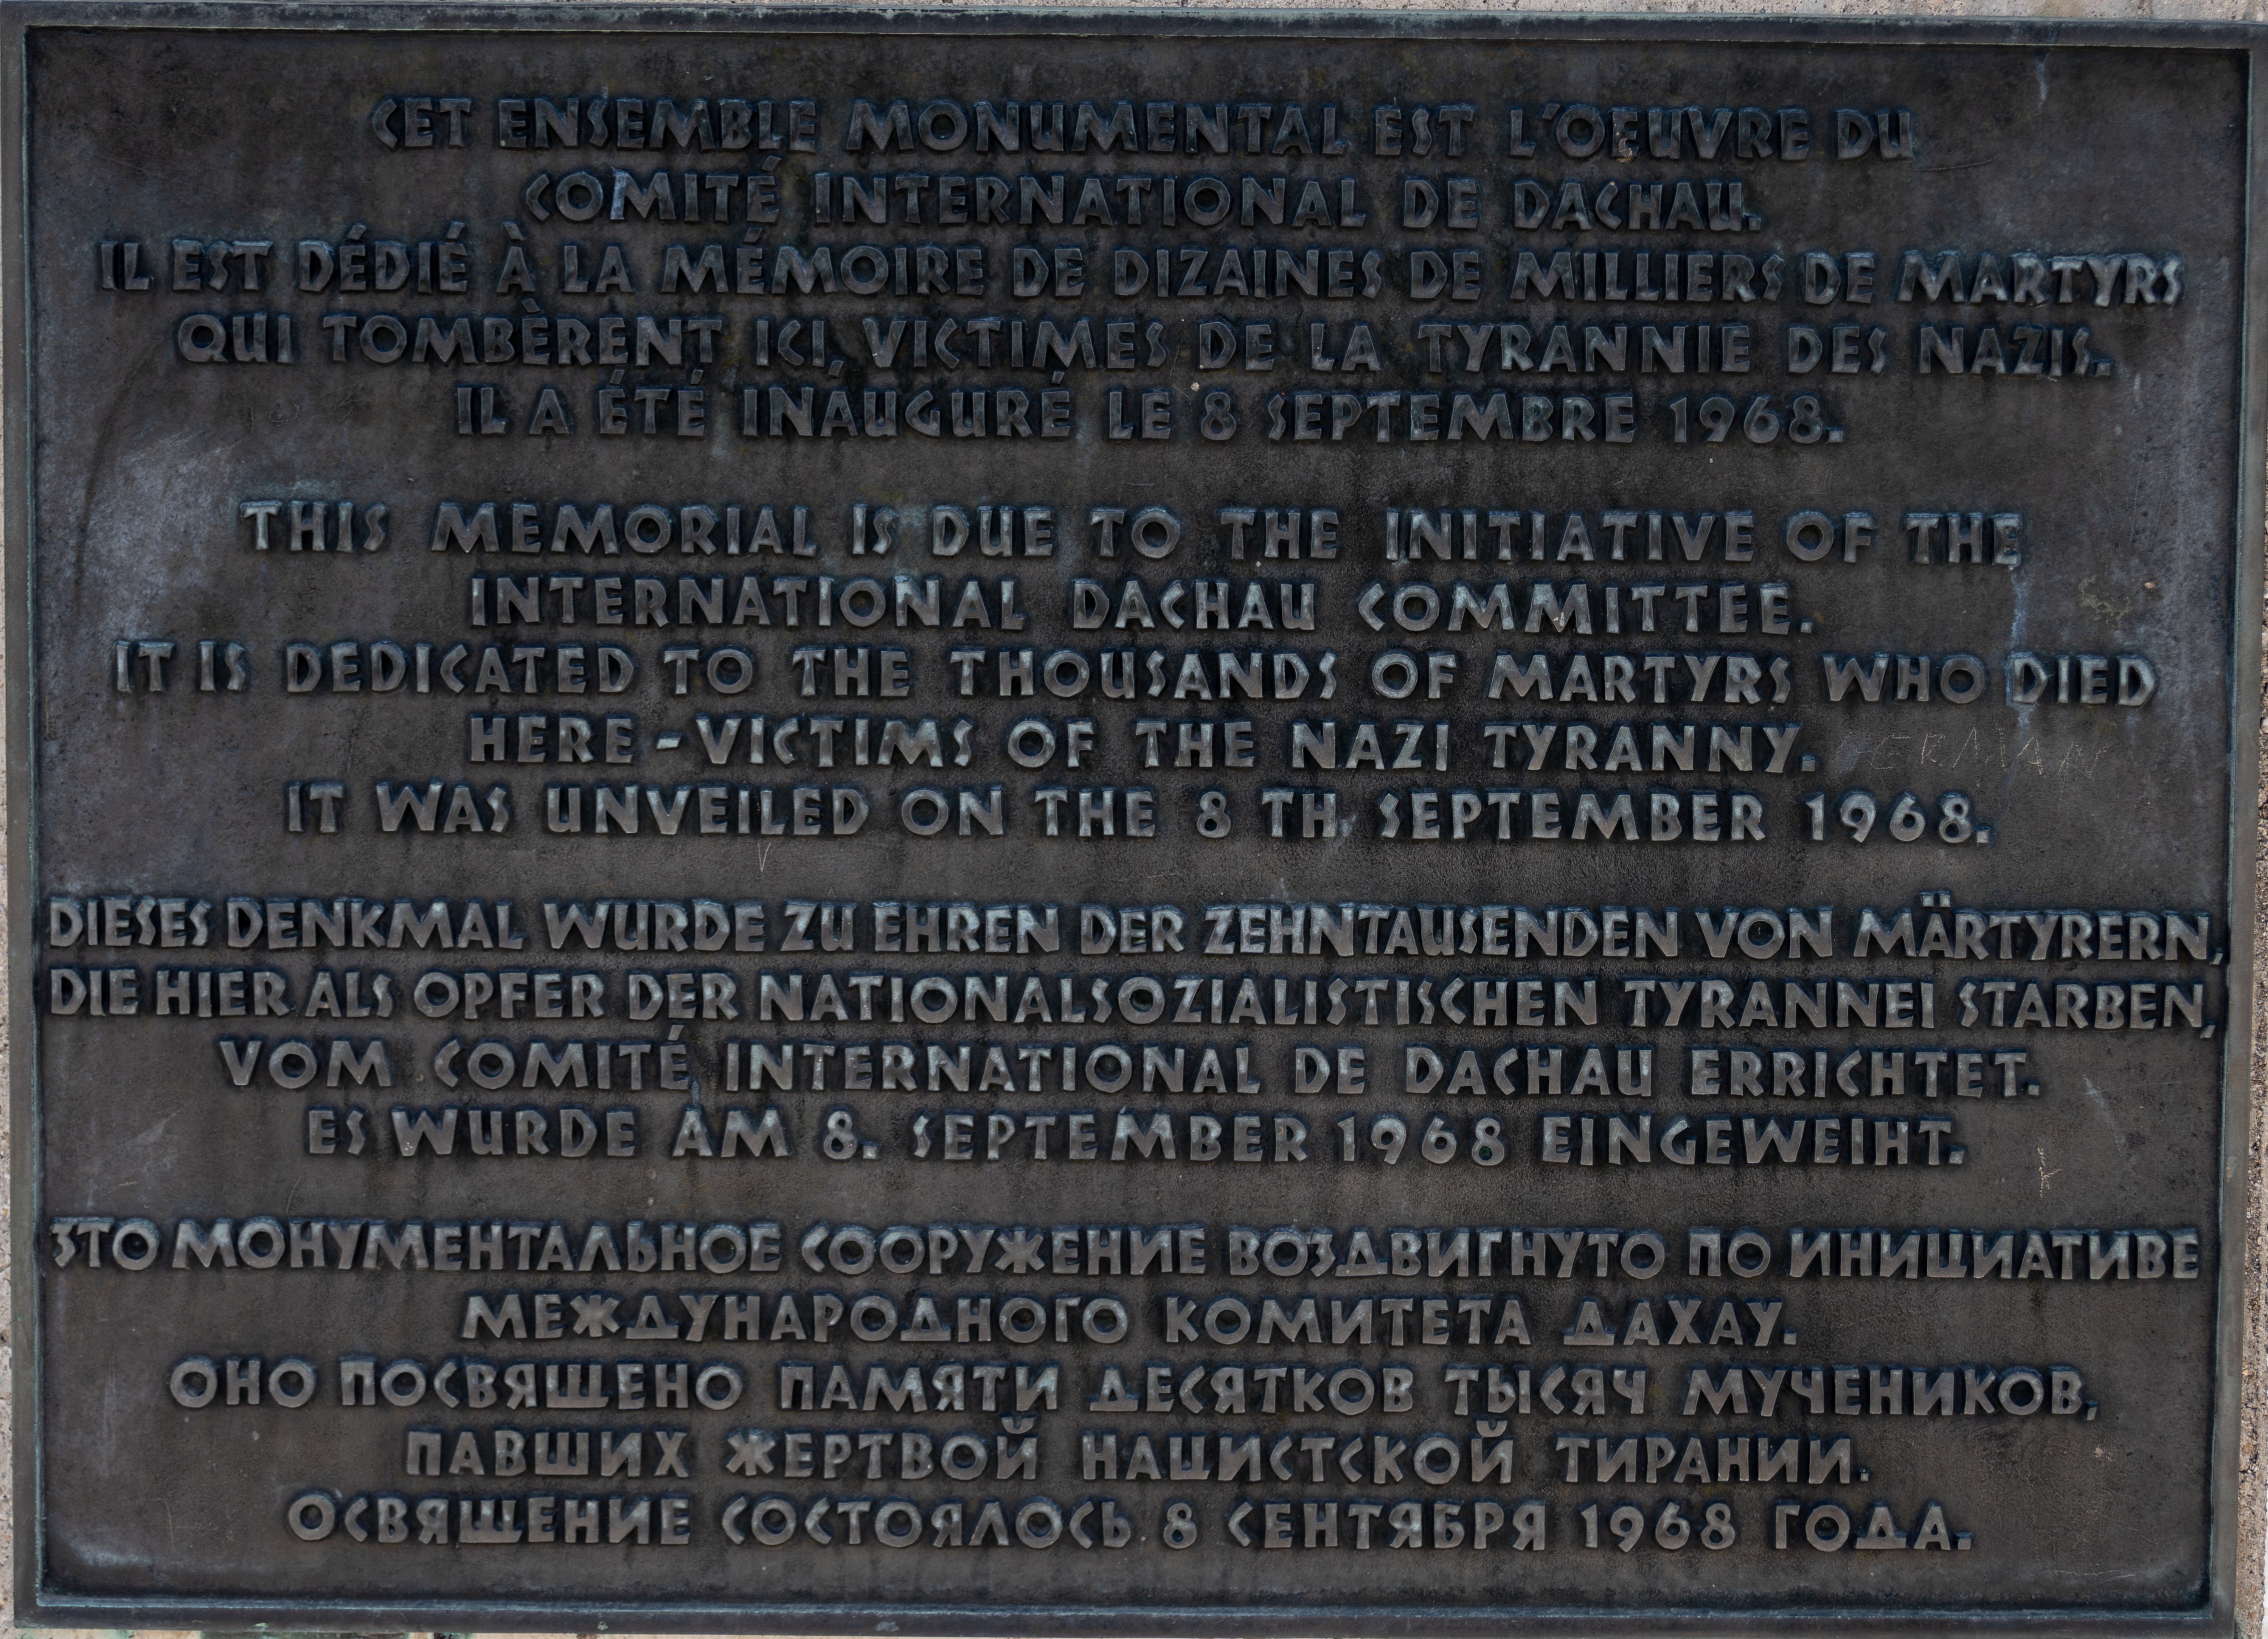 CET ENSEMBLE MONUMENTAL EST L'OEUVRE DU
COMITÉ INTERNATIONAL DE DACHAU.
IL EST DÉDIÉ À LA MÉMOIRE DE DIZAINES DE MILLIERS DE MARTYRS
QUI TOMBÈRENT ICI, VICTIMES DE LA TYRANNIE DES NAZIS.
IL A ÉTÉ INAUGURÉ LE 8 SEPTEMBRE 1968.
THIS MEMORIAL IS DUE TO THE INITIATIVE OF THE
INTERNATIONAL DACHAU COMMITTEE.
IT IS DEDICATED TO THE THOUSANDS OF MARTYRS WHO DIED
HERE - VICTIMS OF THE NAZI TYRANNY.
IT WAS UNVEILED ON THE 8 TH, SEPTEMBER 1968.
DIESES DENKMAL WURDE ZU EHREN DER ZEHNTAUSENDEN VON MÄRTYRERN,
DIE HIER ALS OPFER DER NATIONALSOZIALISTISCHEN TYRANNEI STARBEN,
VOM COMITÉ INTERNATIONAL DE DACHAU ERRICHTET.
ES WURDE AM 8. SEPTEMBER 1968 EINGEWEIHT.
ЗТО МОНУМЕНТАЛЬНОЕ СООРУЖЕНИЕ ВОЗДВИГНУТО ПО ИНИЦИАТИВЕ
МЕЖДУНАРОДНОГО КОМИТЕТА ДАХАУ.
ОНО ПОСВЯЩЕНО ПАМЯТИ ДЕСЯТКОВ ТЫСЯЧ МУЧЕНИКОВ,
ПАВШИХ ЖЕРТВОЙ НАЦИСТСКОЙ ТИРАНИИ.
ОСВЯЩЕНИЕ СОСТОЯЛОСЬ 8 СЕНТЯБРЯ 1968 ГОДА.